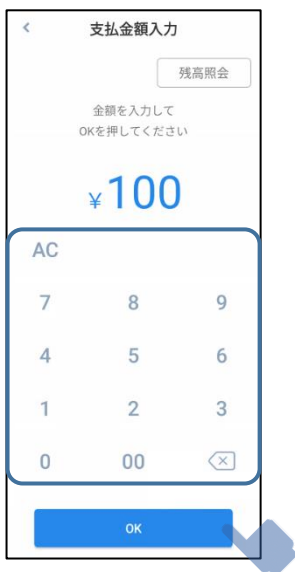 支払金額入力
残高照会
金額を入力して
OKを押してください
¥100
AC
7 8 9
4 5 6
1 2 3
0 00
OK